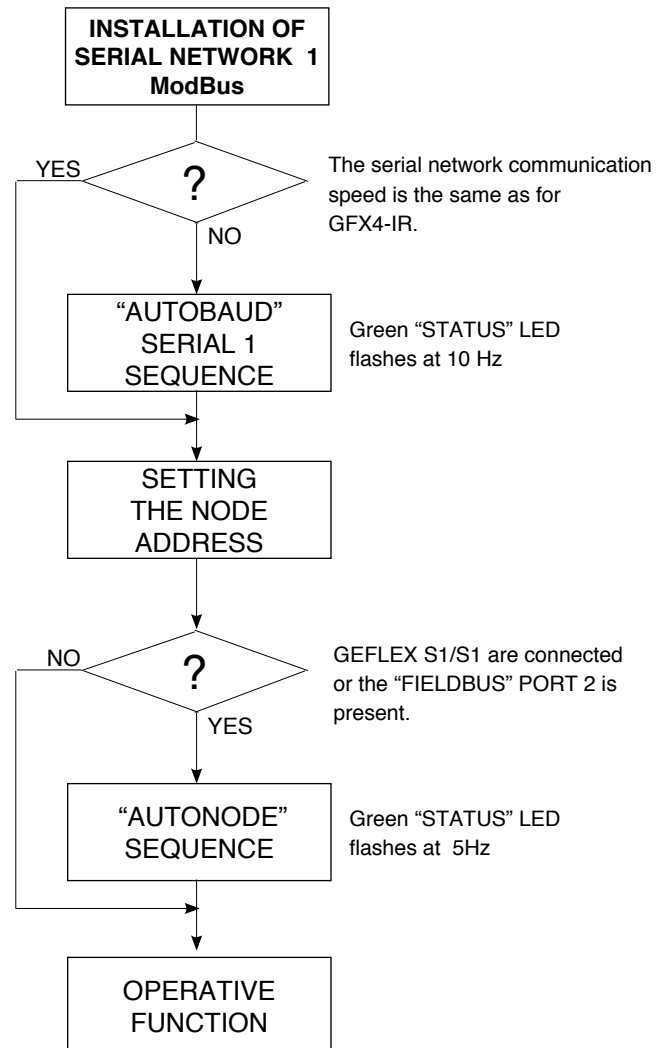 INSTALLATION OF
SERIAL NETWORK 1
ModBus
YES
?
The serial network communication
speed is the same as for
GFX4-IR.
NO
“AUTOBAUD”
SERIAL 1
SEQUENCE
Green “STATUS” LED
flashes at 10 Hz
SETTING
THE NODE
ADDRESS
NO
?
GEFLEX S1/S1 are connected
or the “FIELDBUS” PORT 2 is
present.
YES
“AUTONODE”
SEQUENCE
Green “STATUS” LED
flashes at 5Hz
OPERATIVE
FUNCTION